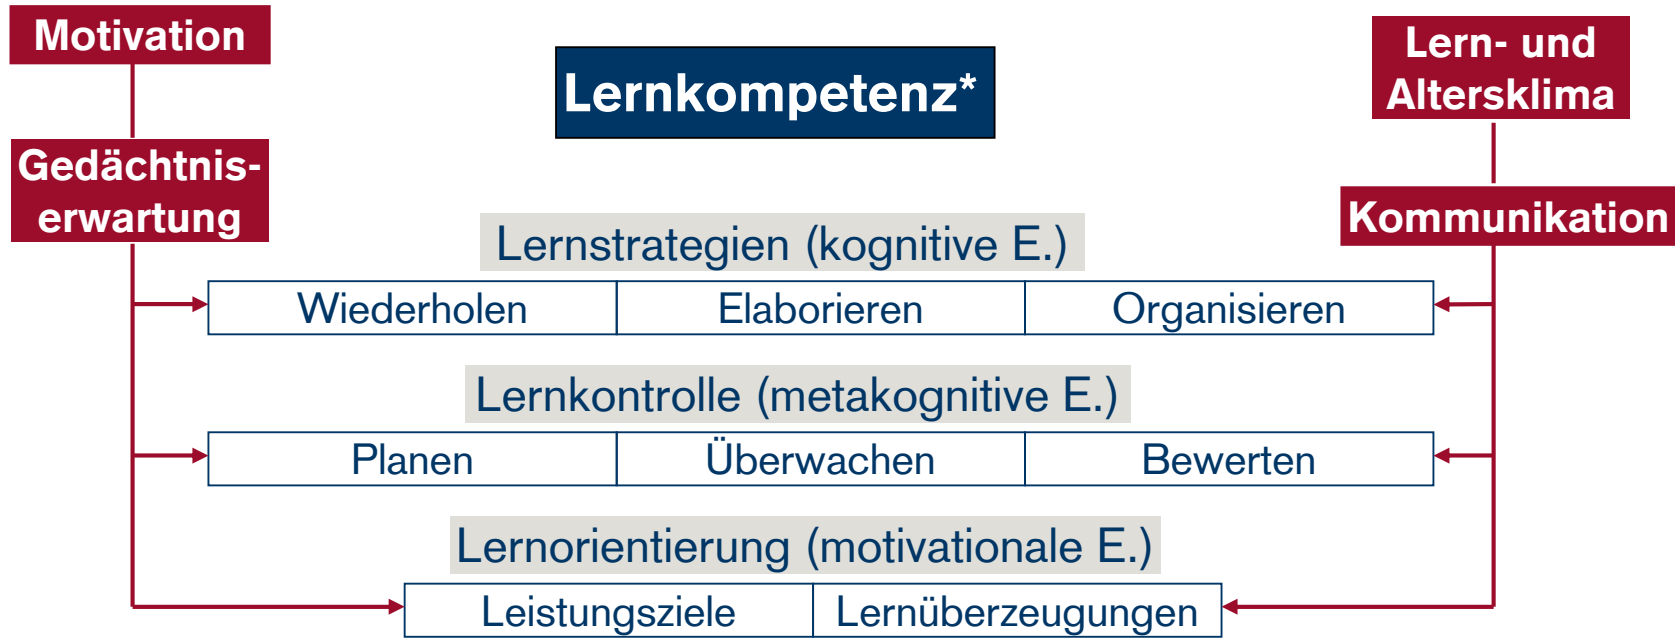 Motivation
Lernkompetenz*
Lern- und
Altersklima
Gedächtnis-
erwartung
Kommunikation
Lernstrategien (kognitive E.)
Wiederholen Elaborieren Organisieren
Lernkontrolle (metakognitive E.)
Planen Überwachen Bewerten
Lernorientierung (motivationale E.)
Leistungsziele Lernüberzeugungen